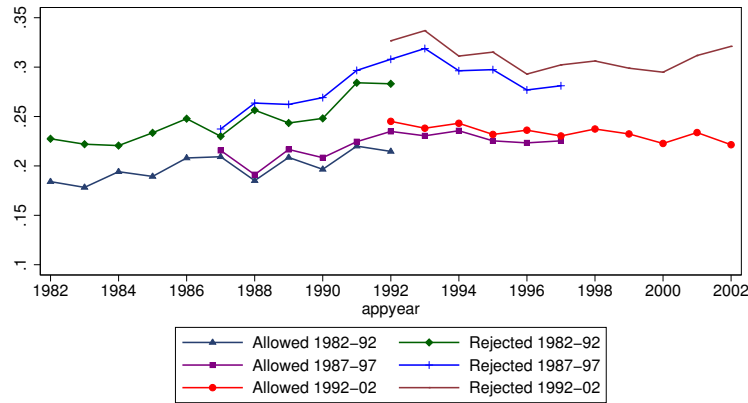 .35
.3
.25
.2
.15
.1
1982 1984 1986 1988 1990 1992 1994 1996 1998 2000 2002
appyear
Allowed 1982−92 Rejected 1982−92
Allowed 1987−97 Rejected 1987−97
Allowed 1992−02 Rejected 1992−02